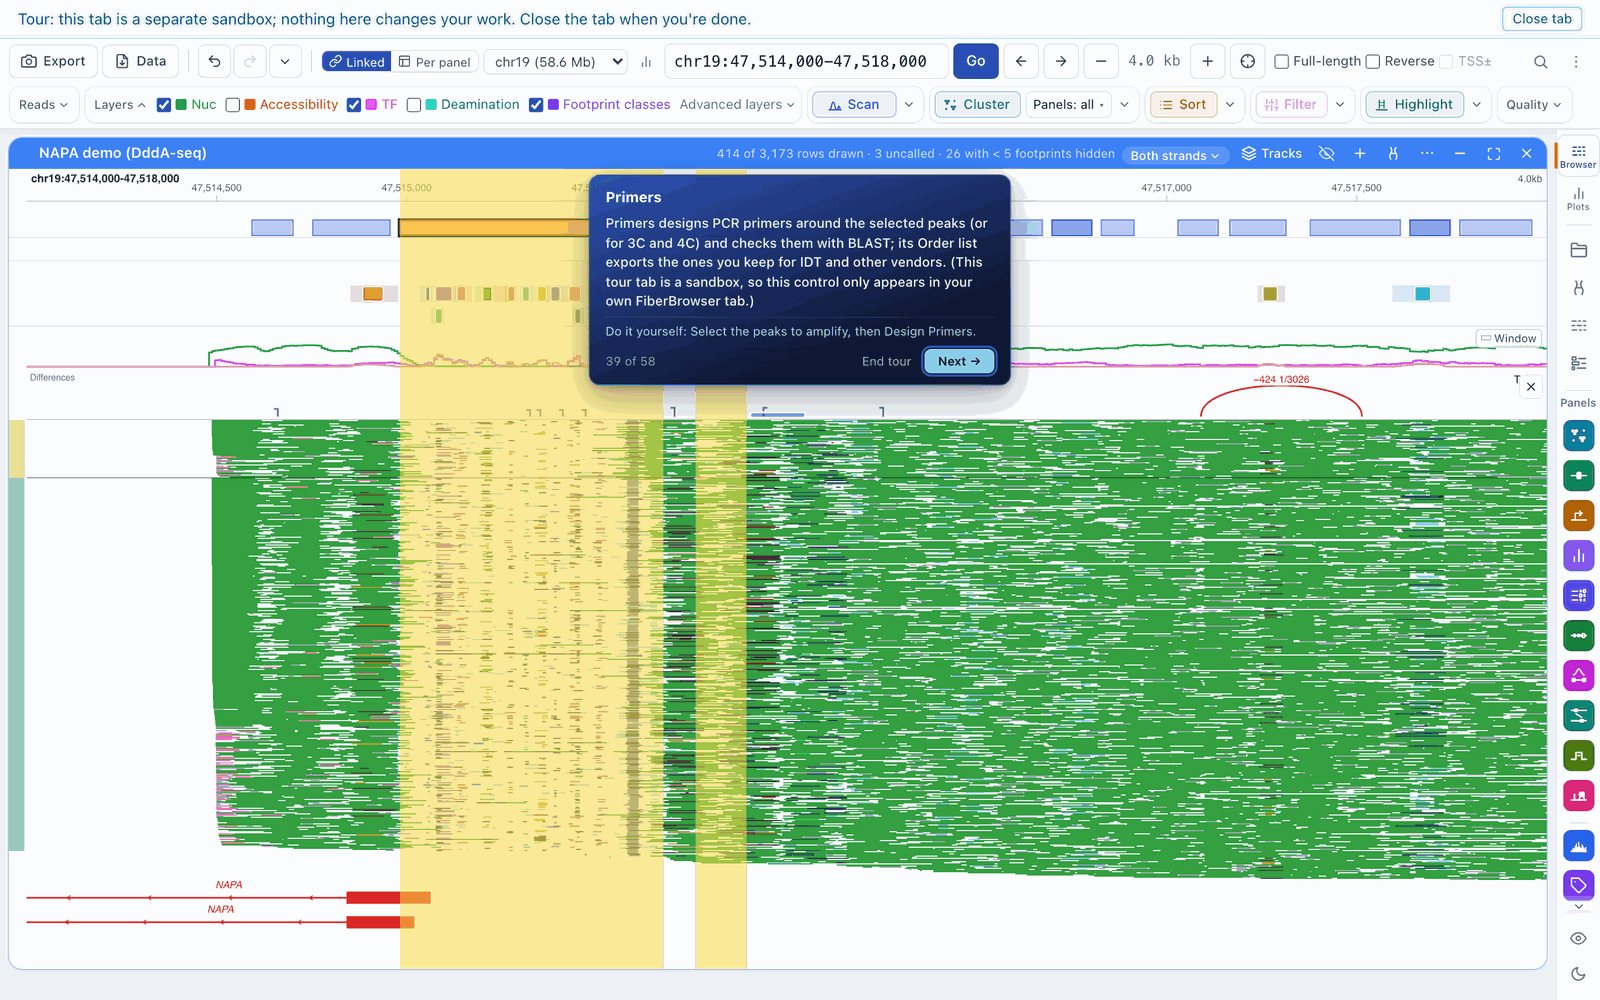 Tour: this tab is a separate sandbox; nothing here changes your work. Close the tab when you're done.
Close tab
Export
Data
Linked
Per panel
chr19 (58.6 Mb)
chr19:47,514,000–47,518,000
Go
4.0 kb
Full-length
Reverse
TSS±
Reads
Layers
Nuc
Accessibility
TF
Deamination
Footprint classes
Advanced layers
Scan
Cluster
Panels: all
Sort
Filter
Highlight
Quality
NAPA demo (DddA-seq)
414 of 3,173 rows drawn · 3 uncalled · 26 with < 5 footprints hidden
Both strands
Tracks
Browser
chr19:47,514,000-47,518,000
47,514,500
47,515,000
47,517,000
47,517,500
4.0kb
Plots
Primers
Primers designs PCR primers around the selected peaks (or
for 3C and 4C) and checks them with BLAST; its Order list
exports the ones you keep for IDT and other vendors. (This
tour tab is a sandbox, so this control only appears in your
own FiberBrowser tab.)
Do it yourself: Select the peaks to amplify, then Design Primers.
39 of 58
End tour
Next →
Window
Differences
−424 1/3026
T
Panels
NAPA
NAPA